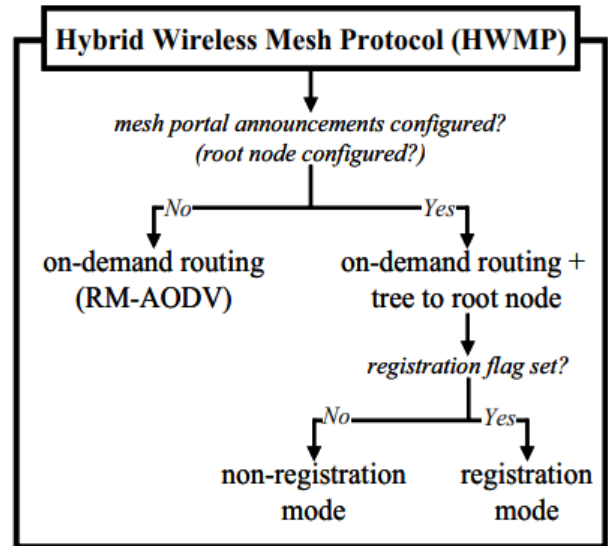 Hybrid Wireless Mesh Protocol (HWMP)
mesh portal announcements configured?
(root node configured?)
No
Yes
on-demand routing
(RM-AODV)
on-demand routing +
tree to root node
registration flag set?
No
Yes
non-registration
mode
registration
mode